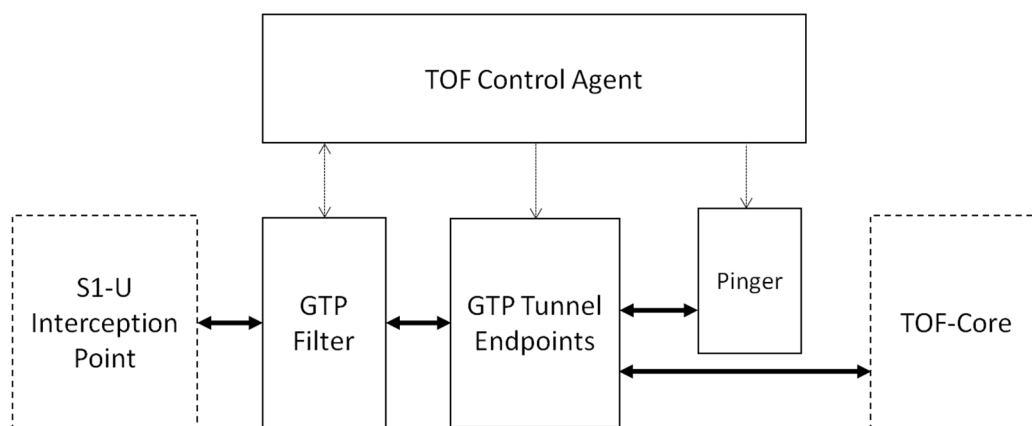 TOF Control Agent
S1-U
Interception
Point
GTP
Filter
GTP Tunnel
Endpoints
Pinger
TOF-Core